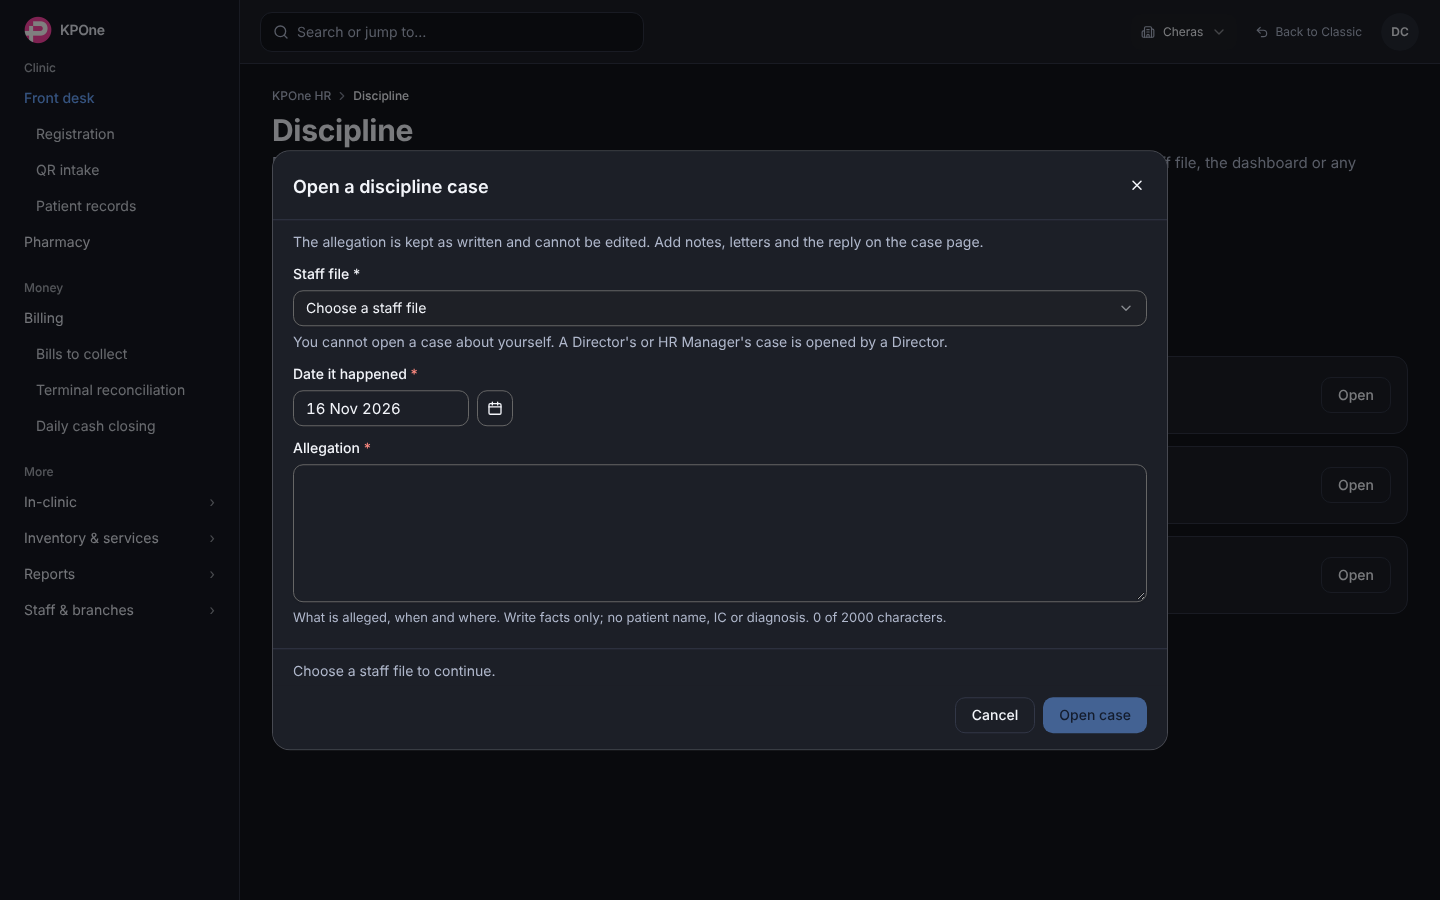 KPOne
Clinic
Front desk
Registration
QR intake
Patient records
Pharmacy
Money
Billing
Bills to collect
Terminal reconciliation
Daily cash closing
More
In-clinic
Inventory & services
Reports
Staff & branches
Search or jump to...
Cheras
Back to Classic
DC
KPOne HR > Discipline
Discipline
file, the dashboard or any
Open a discipline case
The allegation is kept as written and cannot be edited. Add notes, letters and the reply on the case page.
Staff file *
Choose a staff file
You cannot open a case about yourself. A Director's or HR Manager's case is opened by a Director.
Date it happened *
16 Nov 2026
Allegation *
What is alleged, when and where. Write facts only; no patient name, IC or diagnosis. 0 of 2000 characters.
Choose a staff file to continue.
Cancel
Open case
Open
Open
Open